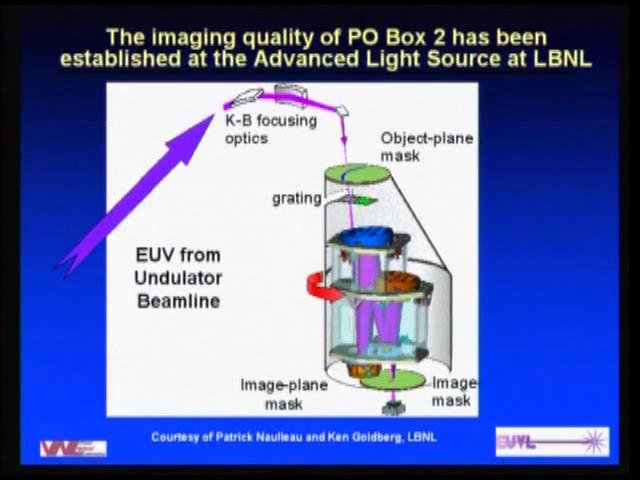 The imaging quality of PO Box 2 has been
established at the Advanced Light Source at LBNL
K-B focusing
optics
Object-plane
mask
grating
EUV from
Undulator
Beamline
Image-plane
mask
Image
mask
Courtesy of Patrick Naulleau and Ken Goldberg, LBNL
VNL
EUVL